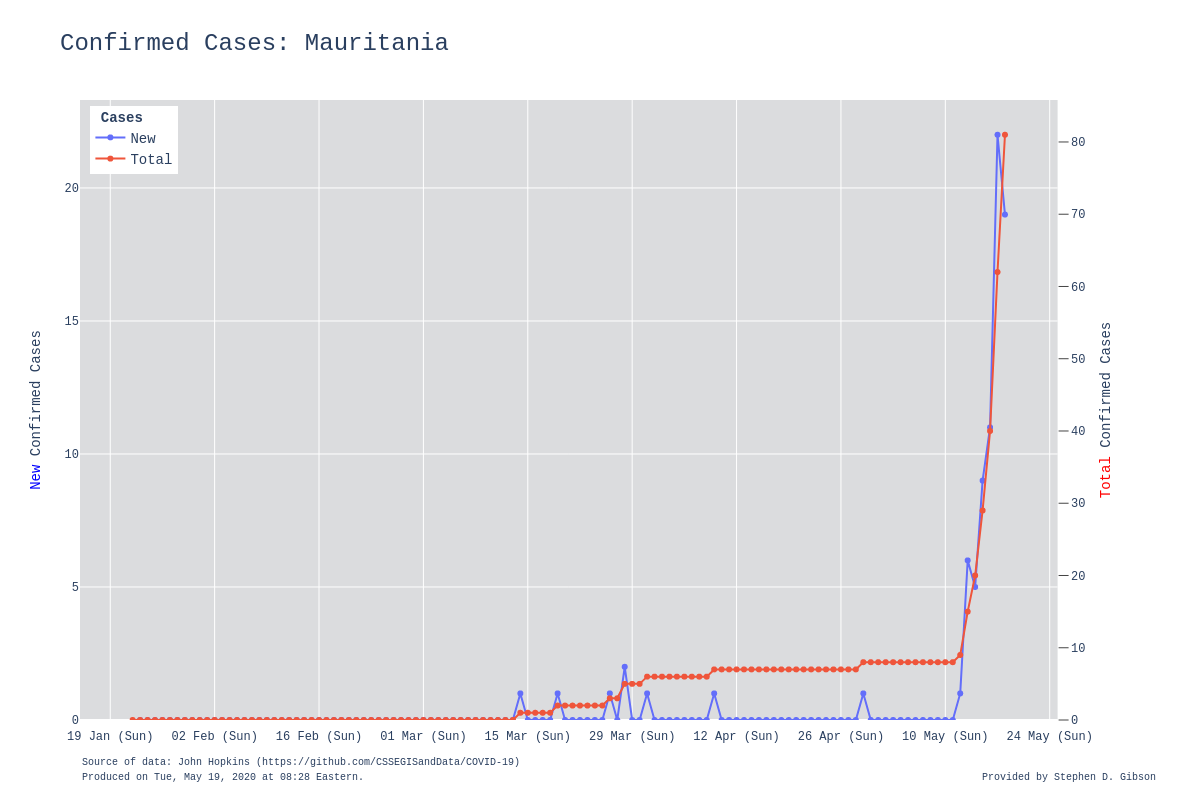 Confirmed Cases: Mauritania
Cases
New
Total
20
15
10
5
0
80
70
60
50
40
30
20
10
0
New Confirmed Cases
Total Confirmed Cases
19 Jan (Sun) 02 Feb (Sun) 16 Feb (Sun) 01 Mar (Sun) 15 Mar (Sun) 29 Mar (Sun) 12 Apr (Sun) 26 Apr (Sun) 10 May (Sun) 24 May (Sun)
Source of data: John Hopkins (https://github.com/CSSEGISandData/COVID-19)
Produced on Tue, May 19, 2020 at 08:28 Eastern.
Provided by Stephen D. Gibson